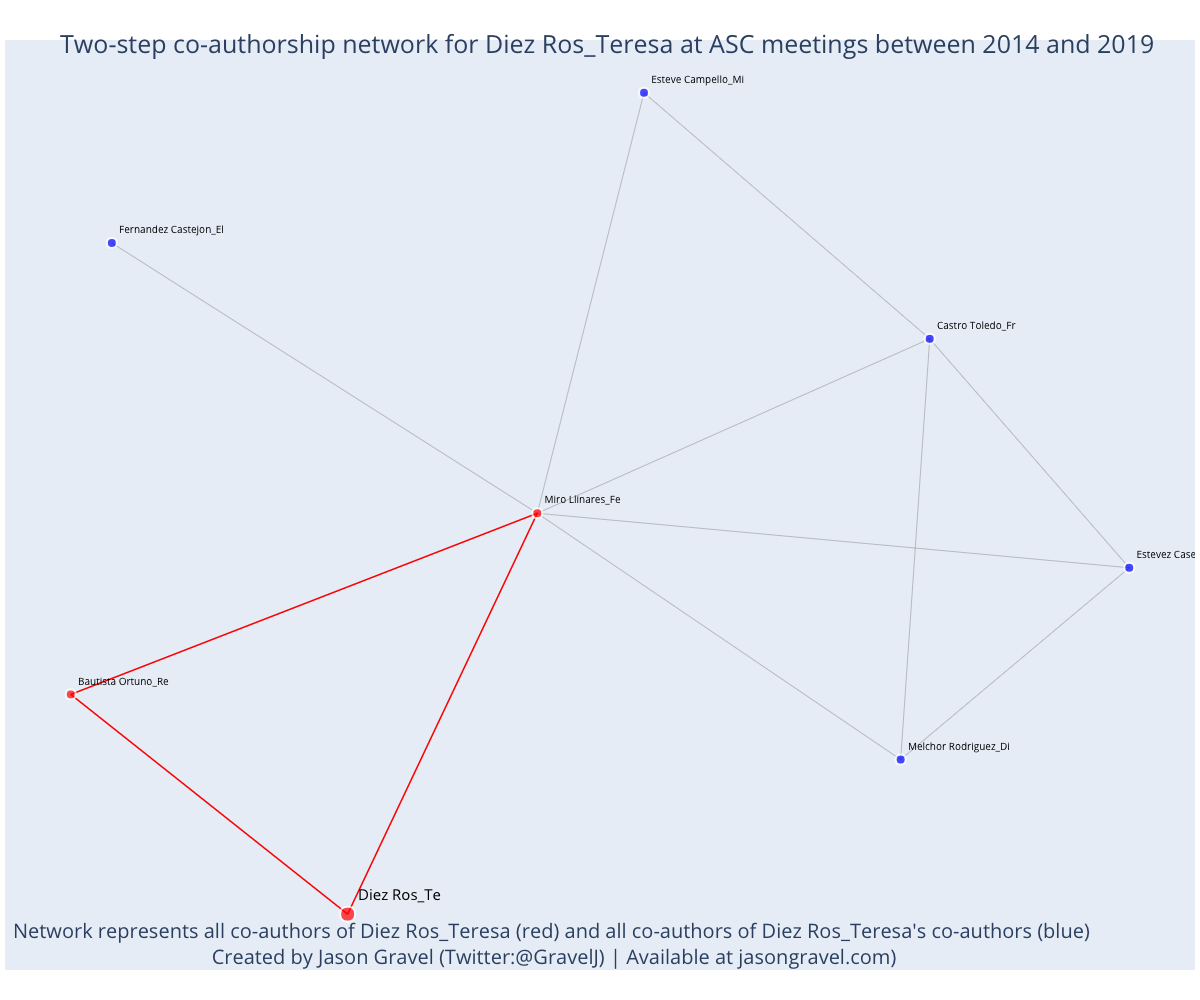 Two-step co-authorship network for Diez Ros_Teresa at ASC meetings between 2014 and 2019
Esteve Campello_Mi
Fernandez Castejon_El
Castro Toledo_Fr
Miro Llinares_Fe
Estevez Case
Bautista Ortuno_Re
Melchor Rodriguez_Di
Diez Ros_Te
Network represents all co-authors of Diez Ros_Teresa (red) and all co-authors of Diez Ros_Teresa's co-authors (blue)
Created by Jason Gravel (Twitter:@GravelJ) | Available at jasongravel.com)